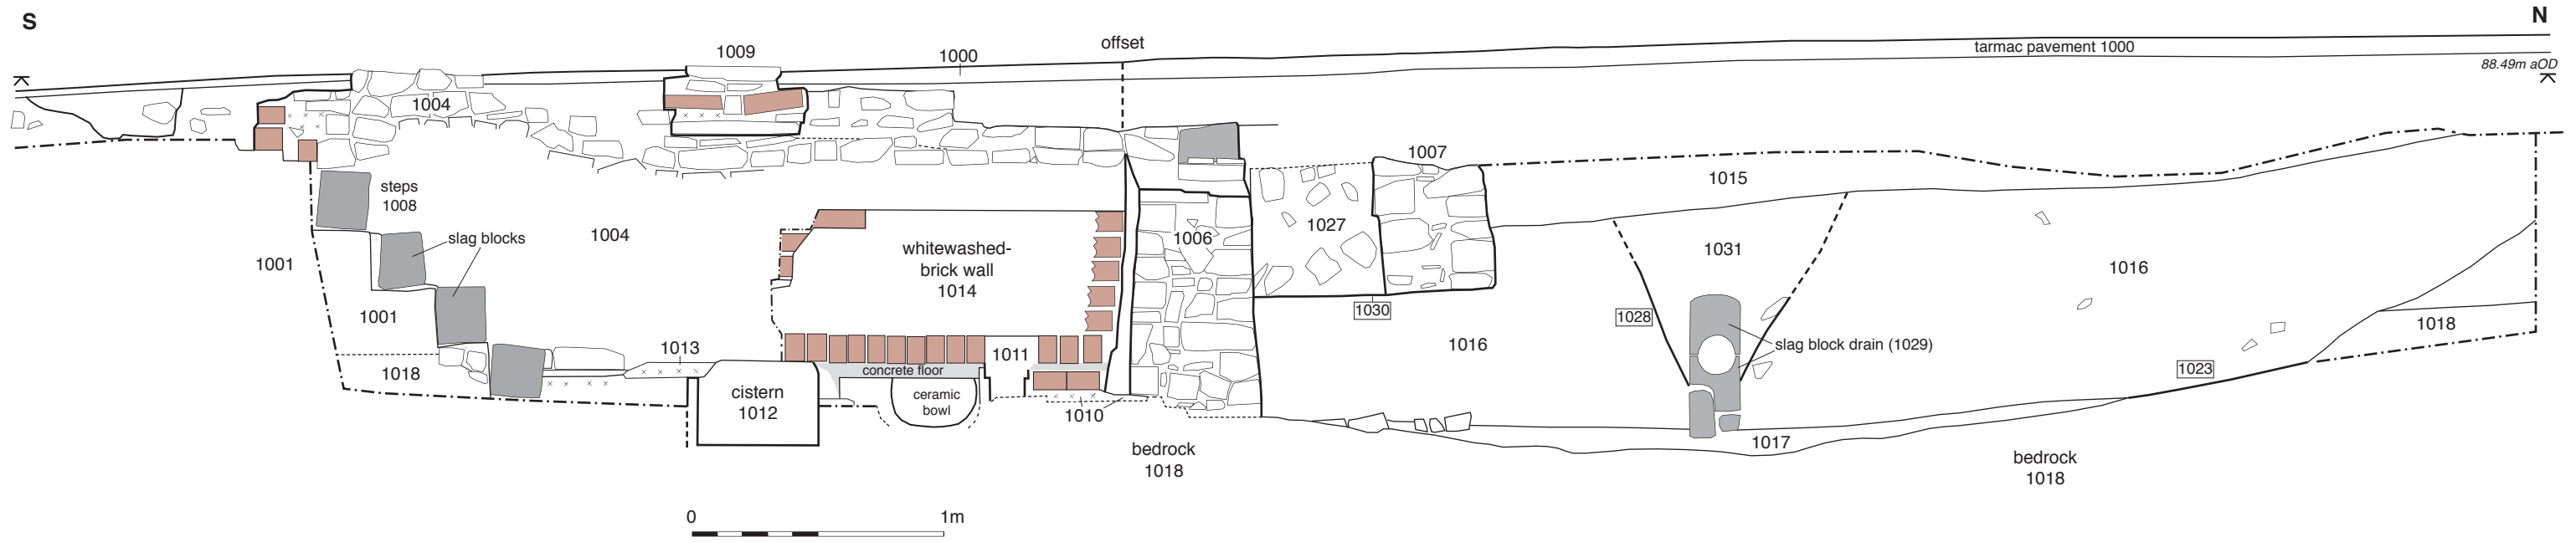 S
N
1009
1000
offset
tarmac pavement 1000
88.49m aOD
1004
1007
steps
1008
slag blocks
1004
1001
1001
1018
1013
whitewashed-
brick wall
1014
1006
1027
1015
1031
1016
1030
1028
1016
slag block drain (1029)
1018
1023
1011
concrete floor
cistern
1012
ceramic
bowl
1010
1017
bedrock
1018
bedrock
1018
0
1m